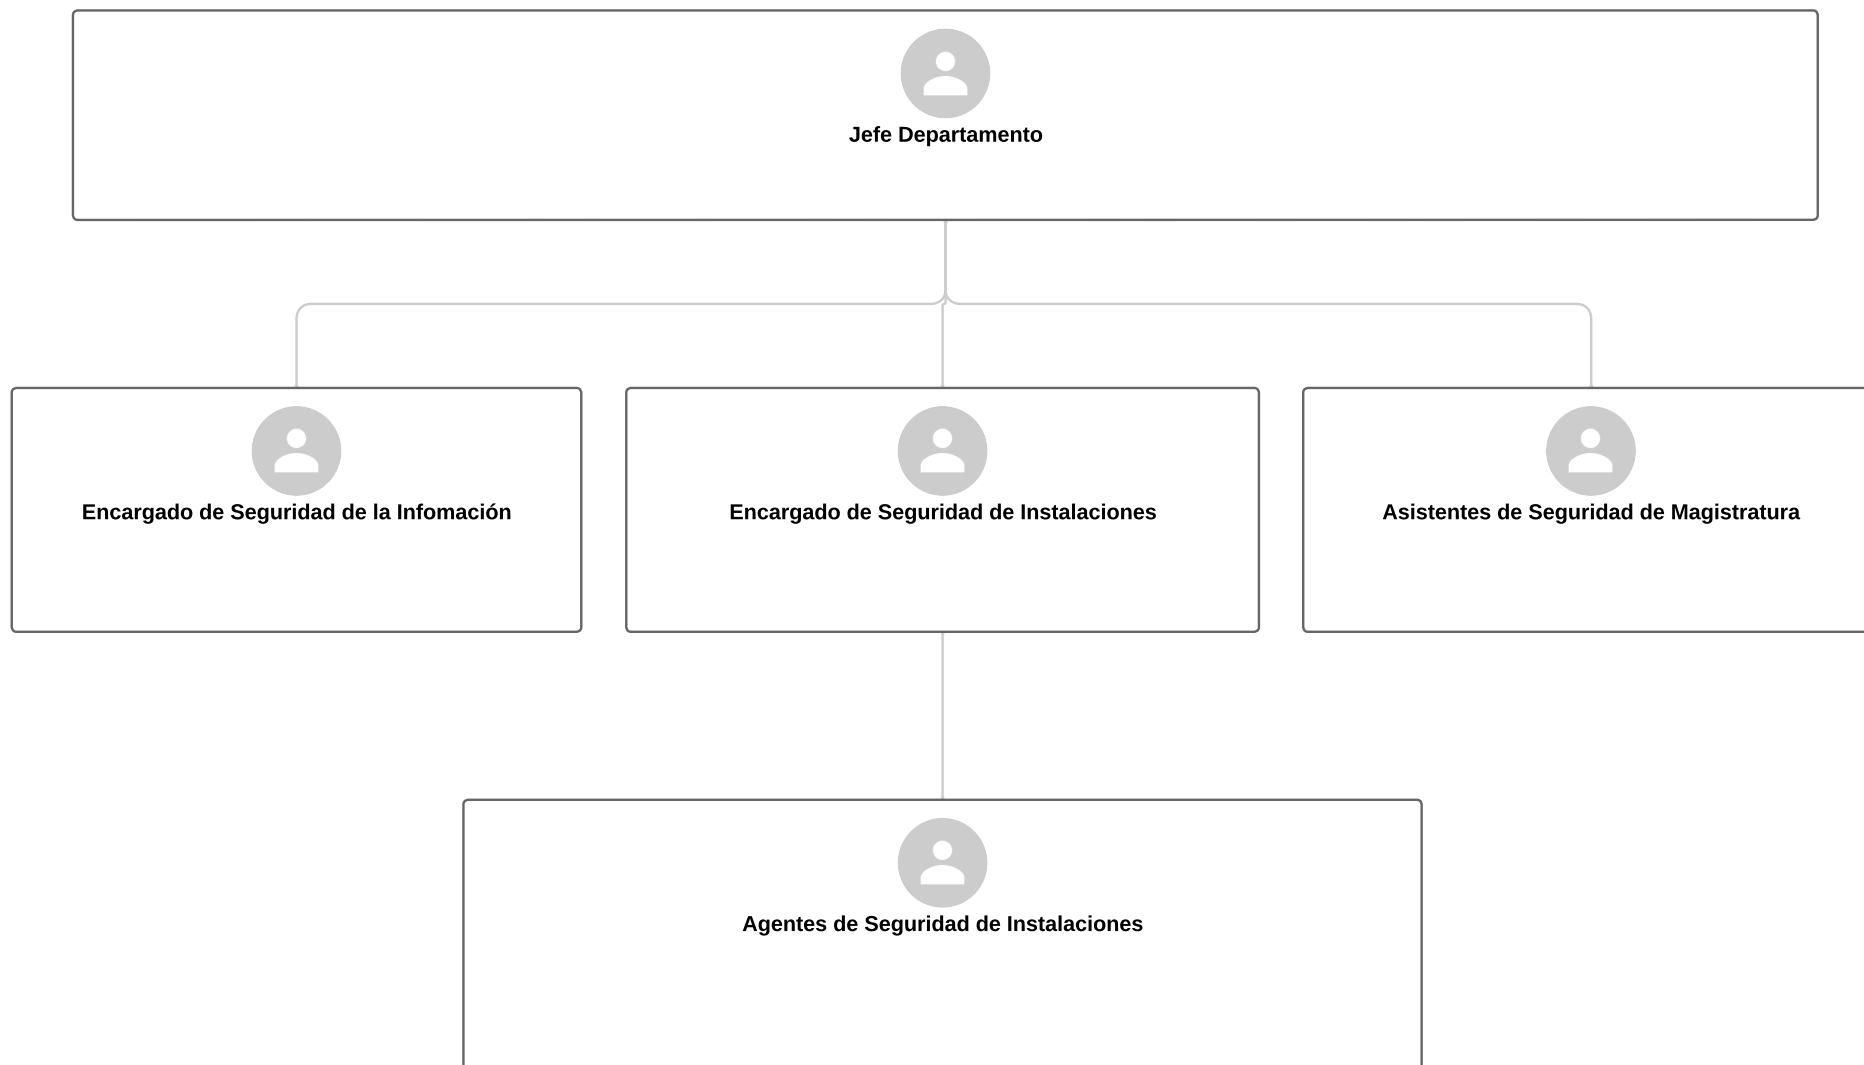 Jefe Departamento
Encargado de Seguridad de la Infomación
Encargado de Seguridad de Instalaciones
Asistentes de Seguridad de Magistratura
Agentes de Seguridad de Instalaciones